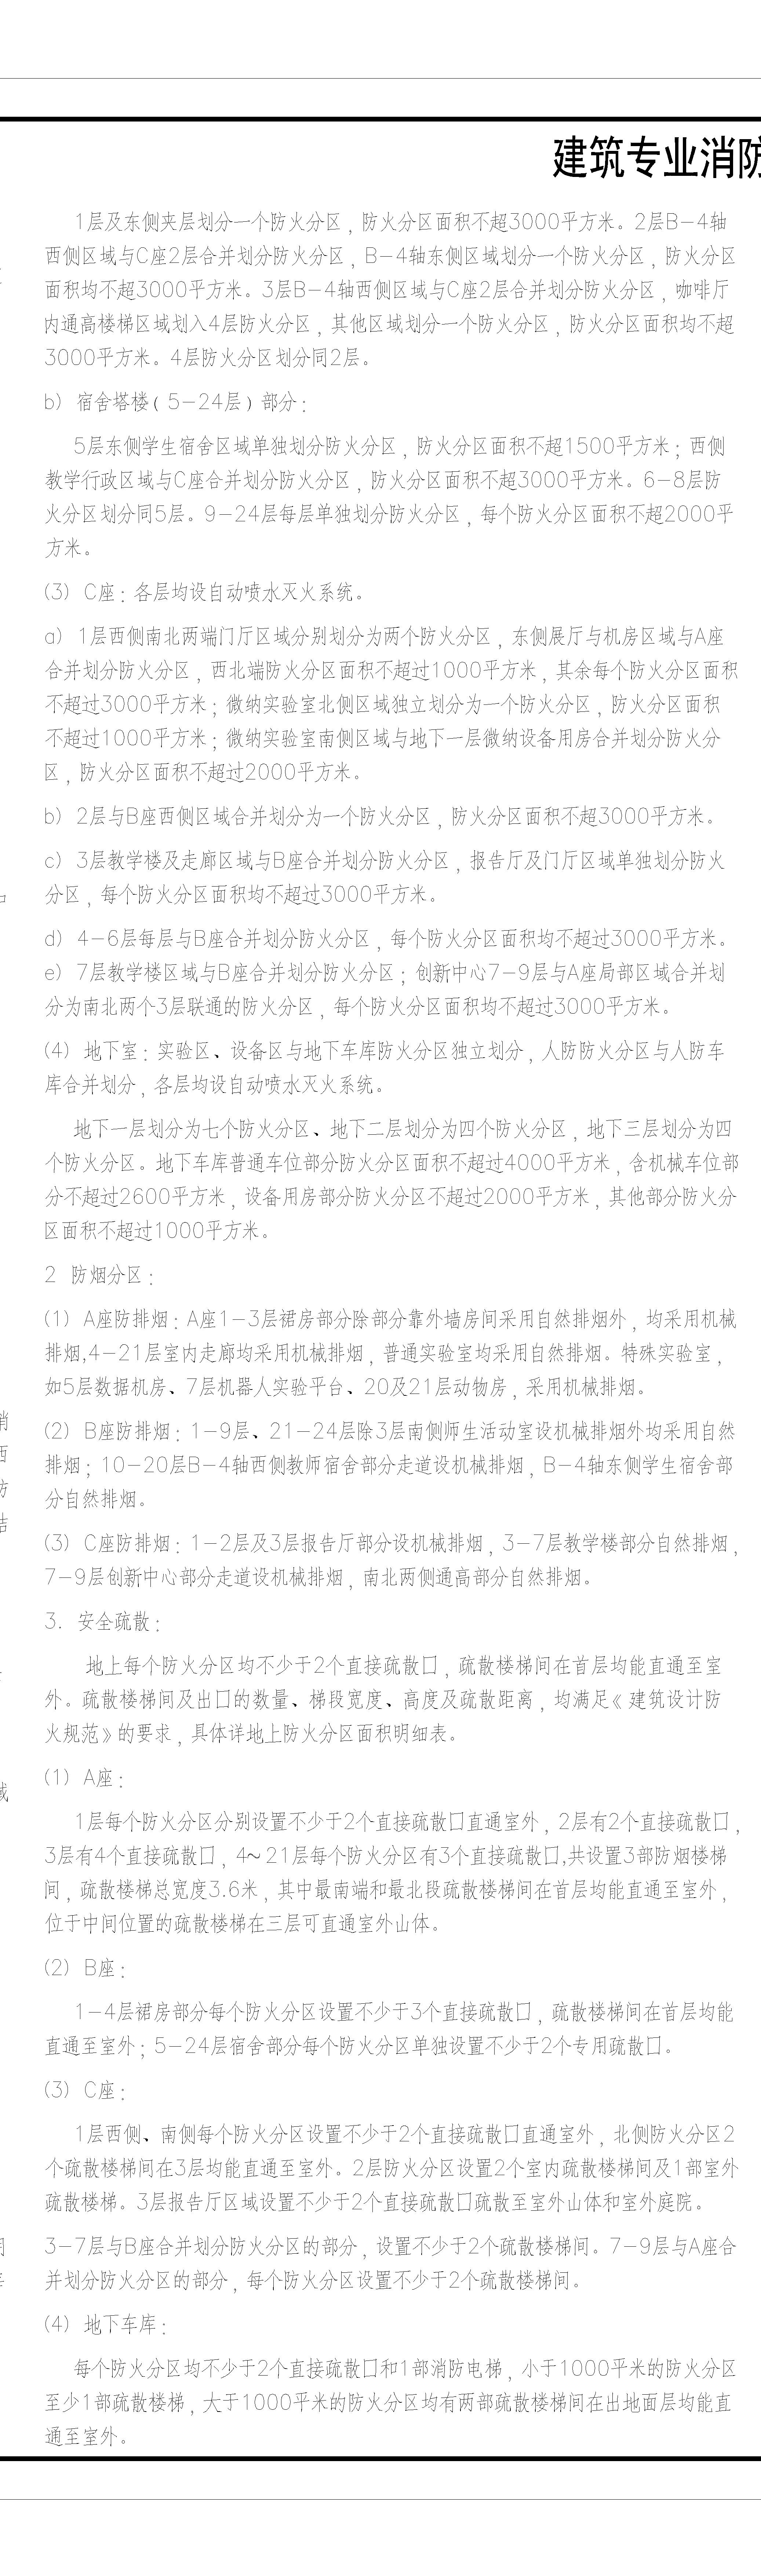 建筑专业消防
1层及东侧夹层划分一个防火分区，防火分区面积不超3000平方米。2层B-4轴
西侧区域与C座2层合并划分防火分区，B-4轴东侧区域划分一个防火分区，防火分区
面积均不超3000平方米。3层B-4轴西侧区域与C座2层合并划分防火分区，咖啡厅
内通高楼梯区域划入4层防火分区，其他区域划分一个防火分区，防火分区面积均不超
3000平方米。4层防火分区划分同2层。
b) 宿舍塔楼（5-24层）部分：
5层东侧学生宿舍区域单独划分防火分区，防火分区面积不超1500平方米；西侧
教学行政区域与C座合并划分防火分区，防火分区面积不超3000平方米。6-8层防
火分区划分同5层。9-24层每层单独划分防火分区，每个防火分区面积不超2000平
方米。
(3) C座：各层均设自动喷水灭火系统。
a) 1层西侧南北两端门厅区域分别划分为两个防火分区，东侧展厅与机房区域与A座
合并划分防火分区，西北端防火分区面积不超过1000平方米，其余每个防火分区面积
不超过3000平方米；微纳实验室北侧区域独立划分为一个防火分区，防火分区面积
不超过1000平方米；微纳实验室南侧区域与地下一层微纳设备用房合并划分防火分
区，防火分区面积不超过2000平方米。
b) 2层与B座西侧区域合并划分为一个防火分区，防火分区面积不超3000平方米。
c) 3层教学楼及走廊区域与B座合并划分防火分区，报告厅及门厅区域单独划分防火
分区，每个防火分区面积均不超过3000平方米。
d) 4-6层每层与B座合并划分防火分区，每个防火分区面积均不超过3000平方米。
e) 7层教学楼区域与B座合并划分防火分区；创新中心7-9层与A座局部区域合并划
分为南北两个3层联通的防火分区，每个防火分区面积均不超过3000平方米。
(4) 地下室：实验区、设备区与地下车库防火分区独立划分，人防防火分区与人防车
库合并划分，各层均设自动喷水灭火系统。
地下一层划分为七个防火分区、地下二层划分为四个防火分区，地下三层划分为四
个防火分区。地下车库普通车位部分防火分区面积不超过4000平方米，含机械车位部
分不超过2600平方米，设备用房部分防火分区不超过2000平方米，其他部分防火分
区面积不超过1000平方米。
2 防烟分区：
(1) A座防排烟：A座1-3层裙房部分除部分靠外墙房间采用自然排烟外，均采用机械
排烟,4-21层室内走廊均采用机械排烟，普通实验室均采用自然排烟。特殊实验室，
如5层数据机房、7层机器人实验平台、20及21层动物房，采用机械排烟。
(2) B座防排烟：1-9层、21-24层除3层南侧师生活动室设机械排烟外均采用自然
排烟；10-20层B-4轴西侧教师宿舍部分走道设机械排烟，B-4轴东侧学生宿舍部
分自然排烟。
(3) C座防排烟：1-2层及3层报告厅部分设机械排烟，3-7层教学楼部分自然排烟，
7-9层创新中心部分走道设机械排烟，南北两侧通高部分自然排烟。
3. 安全疏散：
地上每个防火分区均不少于2个直接疏散口，疏散楼梯间在首层均能直通至室
外。疏散楼梯间及出口的数量、梯段宽度、高度及疏散距离，均满足《建筑设计防
火规范》的要求，具体详地上防火分区面积明细表。
(1) A座：
1层每个防火分区分别设置不少于2个直接疏散口直通室外，2层有2个直接疏散口，
3层有4个直接疏散口，4~21层每个防火分区有3个直接疏散口,共设置3部防烟楼梯
间，疏散楼梯总宽度3.6米，其中最南端和最北段疏散楼梯间在首层均能直通至室外，
位于中间位置的疏散楼梯在三层可直通室外山体。
(2) B座：
1-4层裙房部分每个防火分区设置不少于3个直接疏散口，疏散楼梯间在首层均能
直通至室外；5-24层宿舍部分每个防火分区单独设置不少于2个专用疏散口。
(3) C座：
1层西侧、南侧每个防火分区设置不少于2个直接疏散口直通室外，北侧防火分区2
个疏散楼梯间在3层均能直通至室外。2层防火分区设置2个室内疏散楼梯间及1部室外
疏散楼梯。3层报告厅区域设置不少于2个直接疏散口疏散至室外山体和室外庭院。
3-7层与B座合并划分防火分区的部分，设置不少于2个疏散楼梯间。7-9层与A座合
并划分防火分区的部分，每个防火分区设置不少于2个疏散楼梯间。
(4) 地下车库：
每个防火分区均不少于2个直接疏散口和1部消防电梯，小于1000平米的防火分区
至少1部疏散楼梯，大于1000平米的防火分区均有两部疏散楼梯间在出地面层均能直
通至室外。